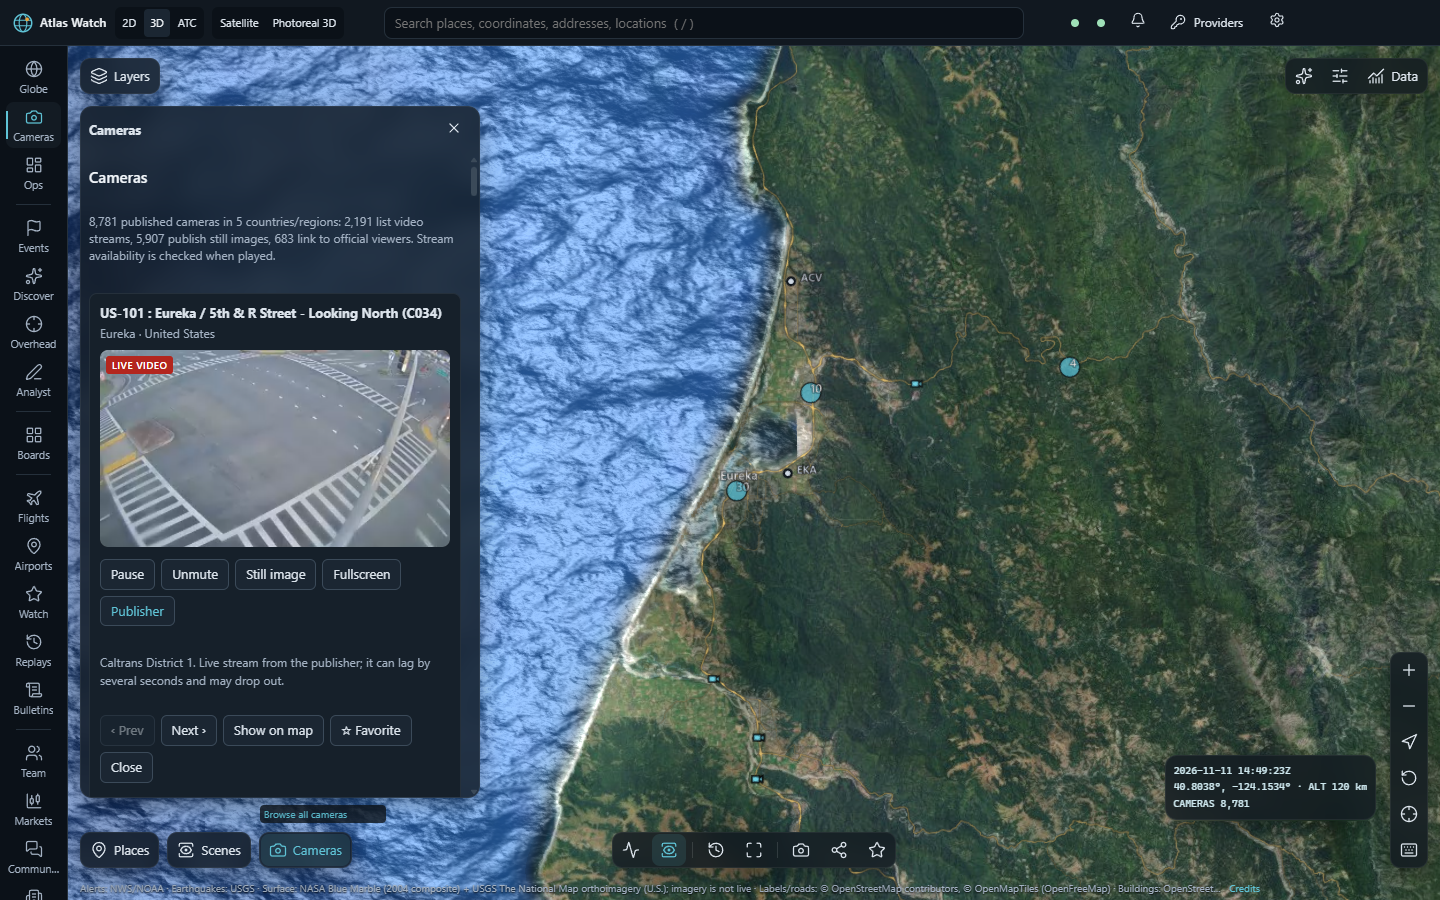 Atlas Watch
2D
3D
ATC
Satellite
Photoreal 3D
Search places, coordinates, addresses, locations ( / )
Providers
Globe
Cameras
Ops
Events
Discover
Overhead
Analyst
Boards
Flights
Airports
Watch
Replays
Bulletins
Team
Markets
Commun...
Layers
Data
Cameras
Cameras
8,781 published cameras in 5 countries/regions: 2,191 list video
streams, 5,907 publish still images, 683 link to official viewers. Stream
availability is checked when played.
US-101 : Eureka / 5th & R Street - Looking North (C034)
Eureka · United States
LIVE VIDEO
Pause
Unmute
Still image
Fullscreen
Publisher
Caltrans District 1. Live stream from the publisher; it can lag by
several seconds and may drop out.
‹ Prev
Next ›
Show on map
☆ Favorite
Close
Browse all cameras
Places
Scenes
Cameras
ACV
10
4
EKA
Eureka
30
2026-11-11 14:49:23Z
40.8038°, -124.1534° · ALT 120 km
CAMERAS 8,781
Alerts: NWS/NOAA · Earthquakes: USGS · Surface: NASA Blue Marble (2004 composite) + USGS The National Map orthoimagery (U.S.); imagery is not live · Labels/roads: © OpenStreetMap contributors, © OpenMapTiles (OpenFreeMap) · Buildings: OpenStreet... Credits